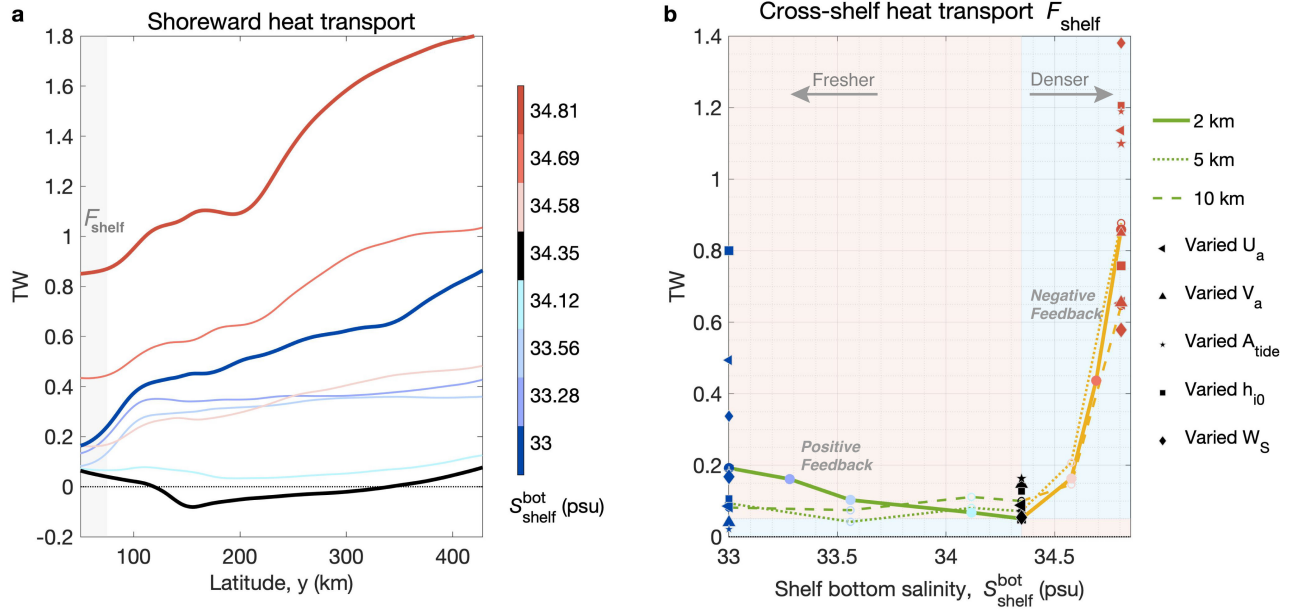 a
Shoreward heat transport
1.8
1.6
1.4
1.2
1
0.8
0.6
0.4
0.2
0
-0.2
TW
F_shelf
100
200
300
400
Latitude, y (km)
34.81
34.69
34.58
34.35
34.12
33.56
33.28
33
S_shelf^bot (psu)
b
Cross-shelf heat transport F_shelf
1.4
1.2
1
0.8
0.6
0.4
0.2
0
TW
Fresher
Denser
Negative
Feedback
Positive
Feedback
33
33.5
34
34.5
Shelf bottom salinity, S_shelf^bot (psu)
2 km
5 km
10 km
Varied U_a
Varied V_a
Varied A_tide
Varied h_i0
Varied W_S